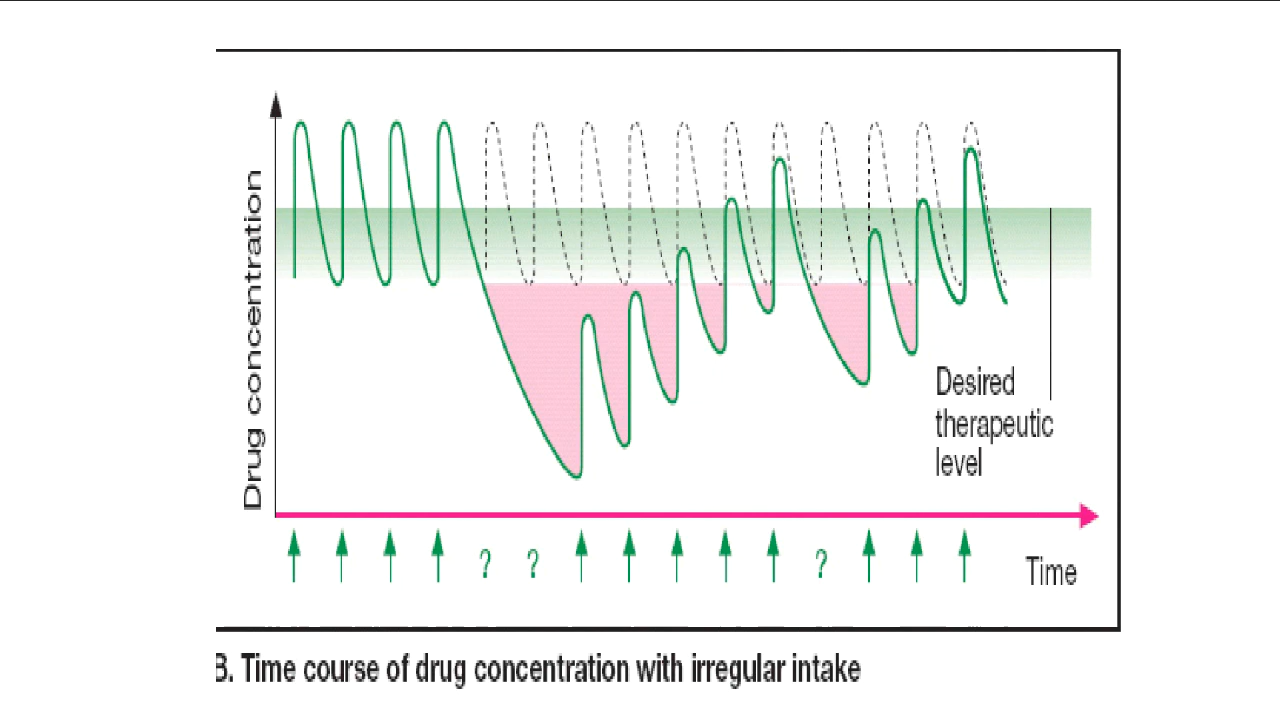 Drug concentration
Desired
therapeutic
level
? ? ?
Time
B. Time course of drug concentration with irregular intake